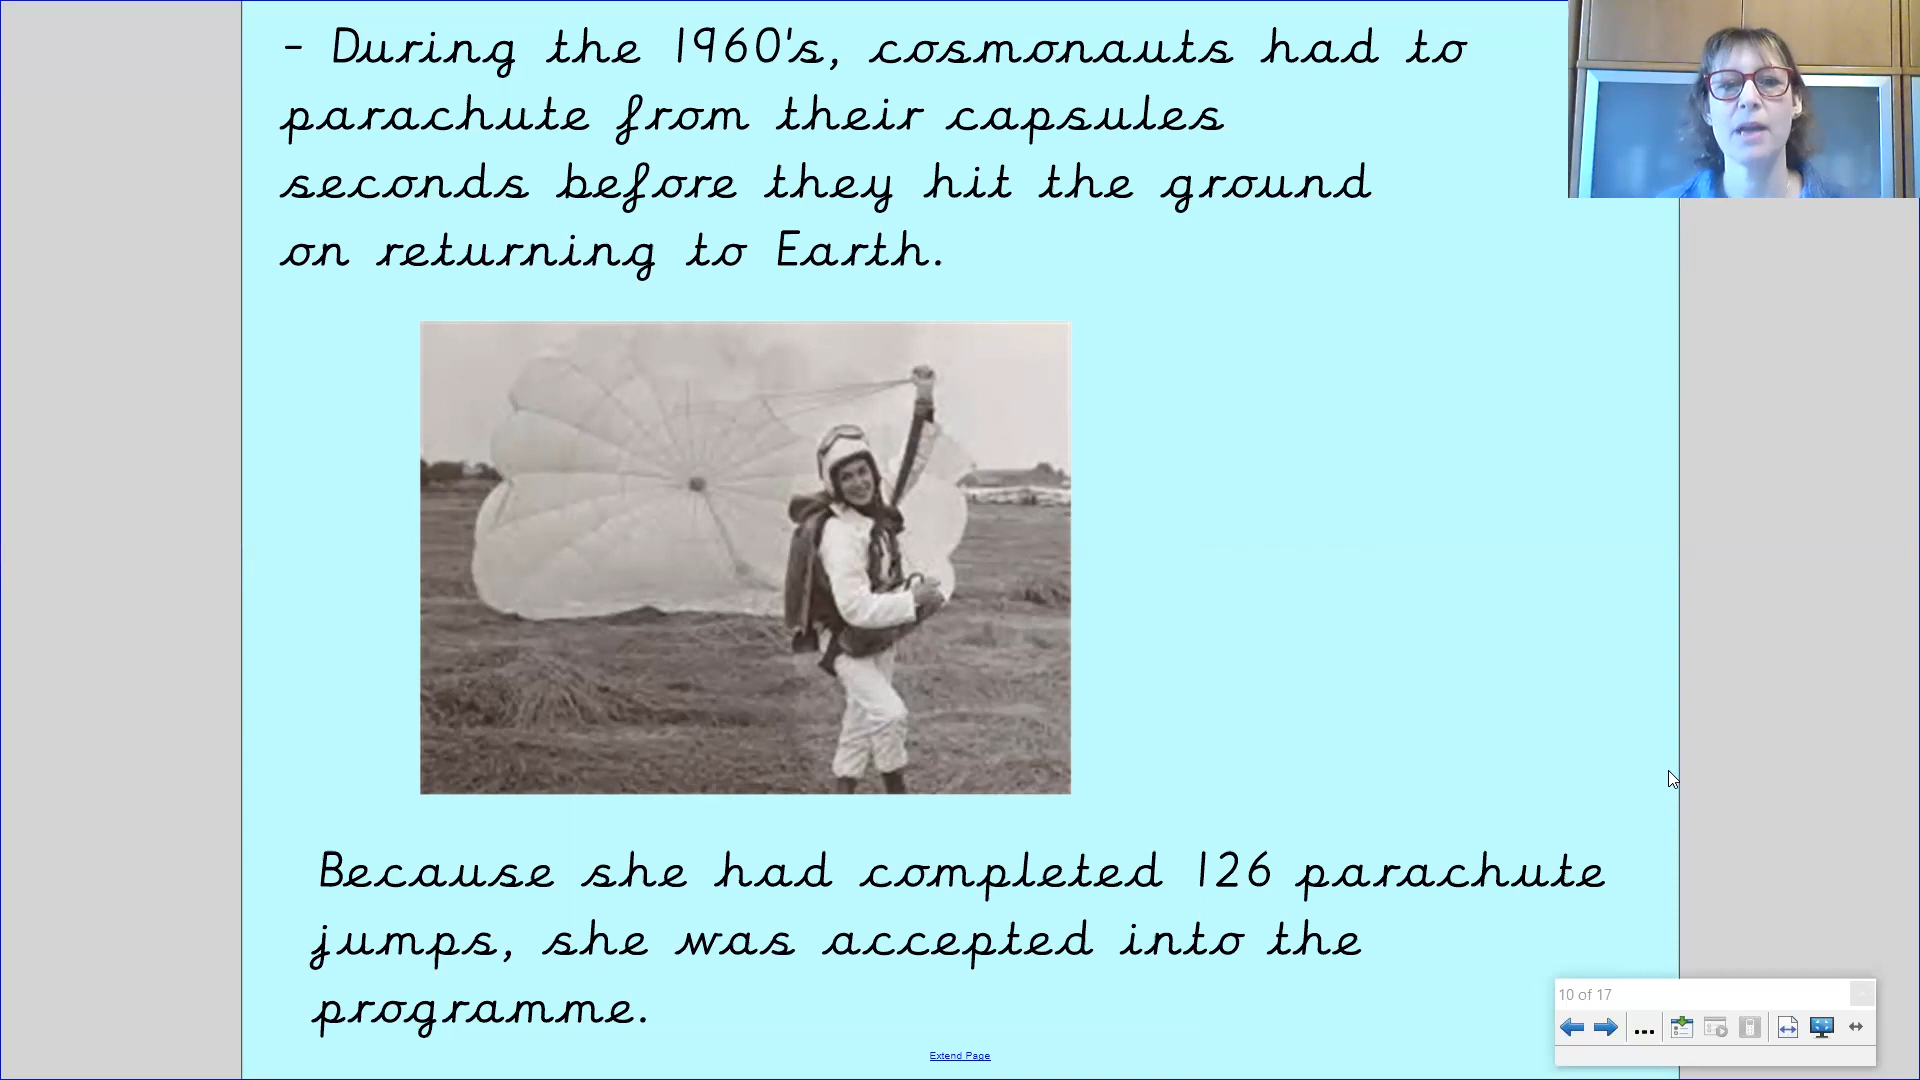 - During the 1960's, cosmonauts had to
parachute from their capsules
seconds before they hit the ground
on returning to Earth.
Because she had completed 126 parachute
jumps, she was accepted into the
programme.
Extend Page
10 of 17